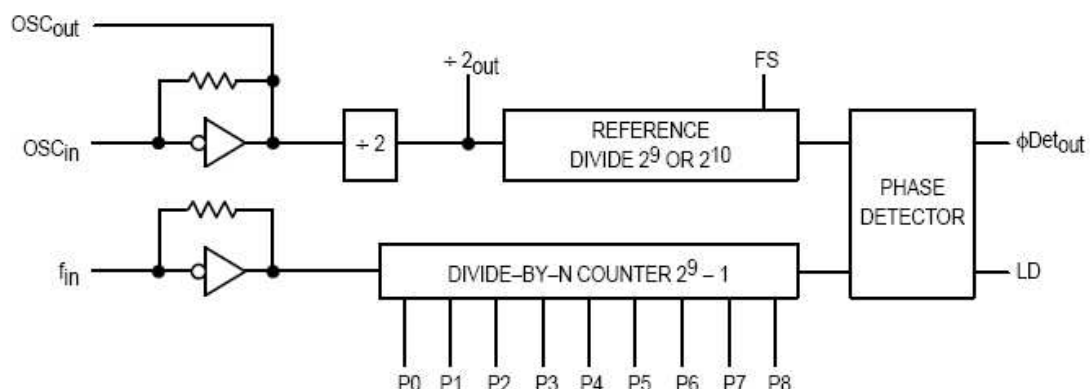 OSCout
÷ 2out
FS
OSCin
÷ 2
REFERENCE
DIVIDE 2⁹ OR 2¹⁰
ϕDetout
PHASE
DETECTOR
fin
DIVIDE–BY–N COUNTER 2⁹ – 1
LD
P0 P1 P2 P3 P4 P5 P6 P7 P8